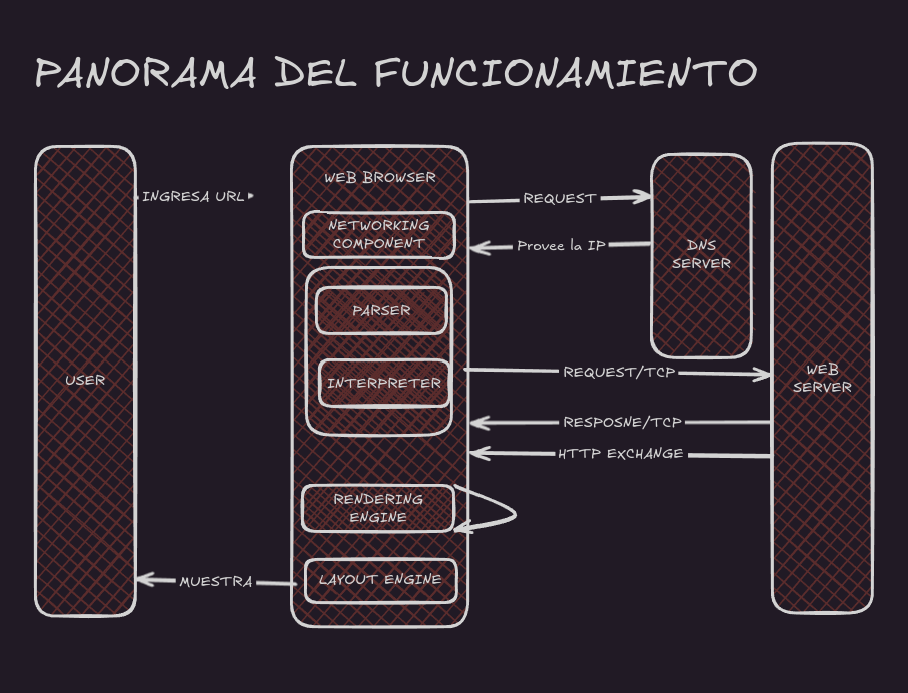 PANORAMA DEL FUNCIONAMIENTO
USER
INGRESA URL
MUESTRA
WEB BROWSER
NETWORKING
COMPONENT
PARSER
INTERPRETER
RENDERING
ENGINE
LAYOUT ENGINE
REQUEST
Provee la IP
DNS
SERVER
REQUEST/TCP
RESPOSNE/TCP
HTTP EXCHANGE
WEB
SERVER